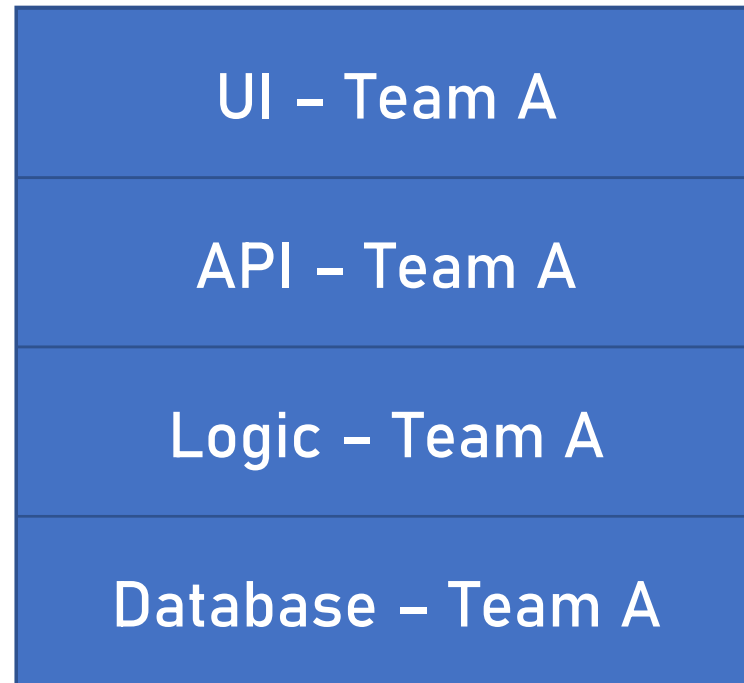 UI – Team A
API – Team A
Logic – Team A
Database – Team A